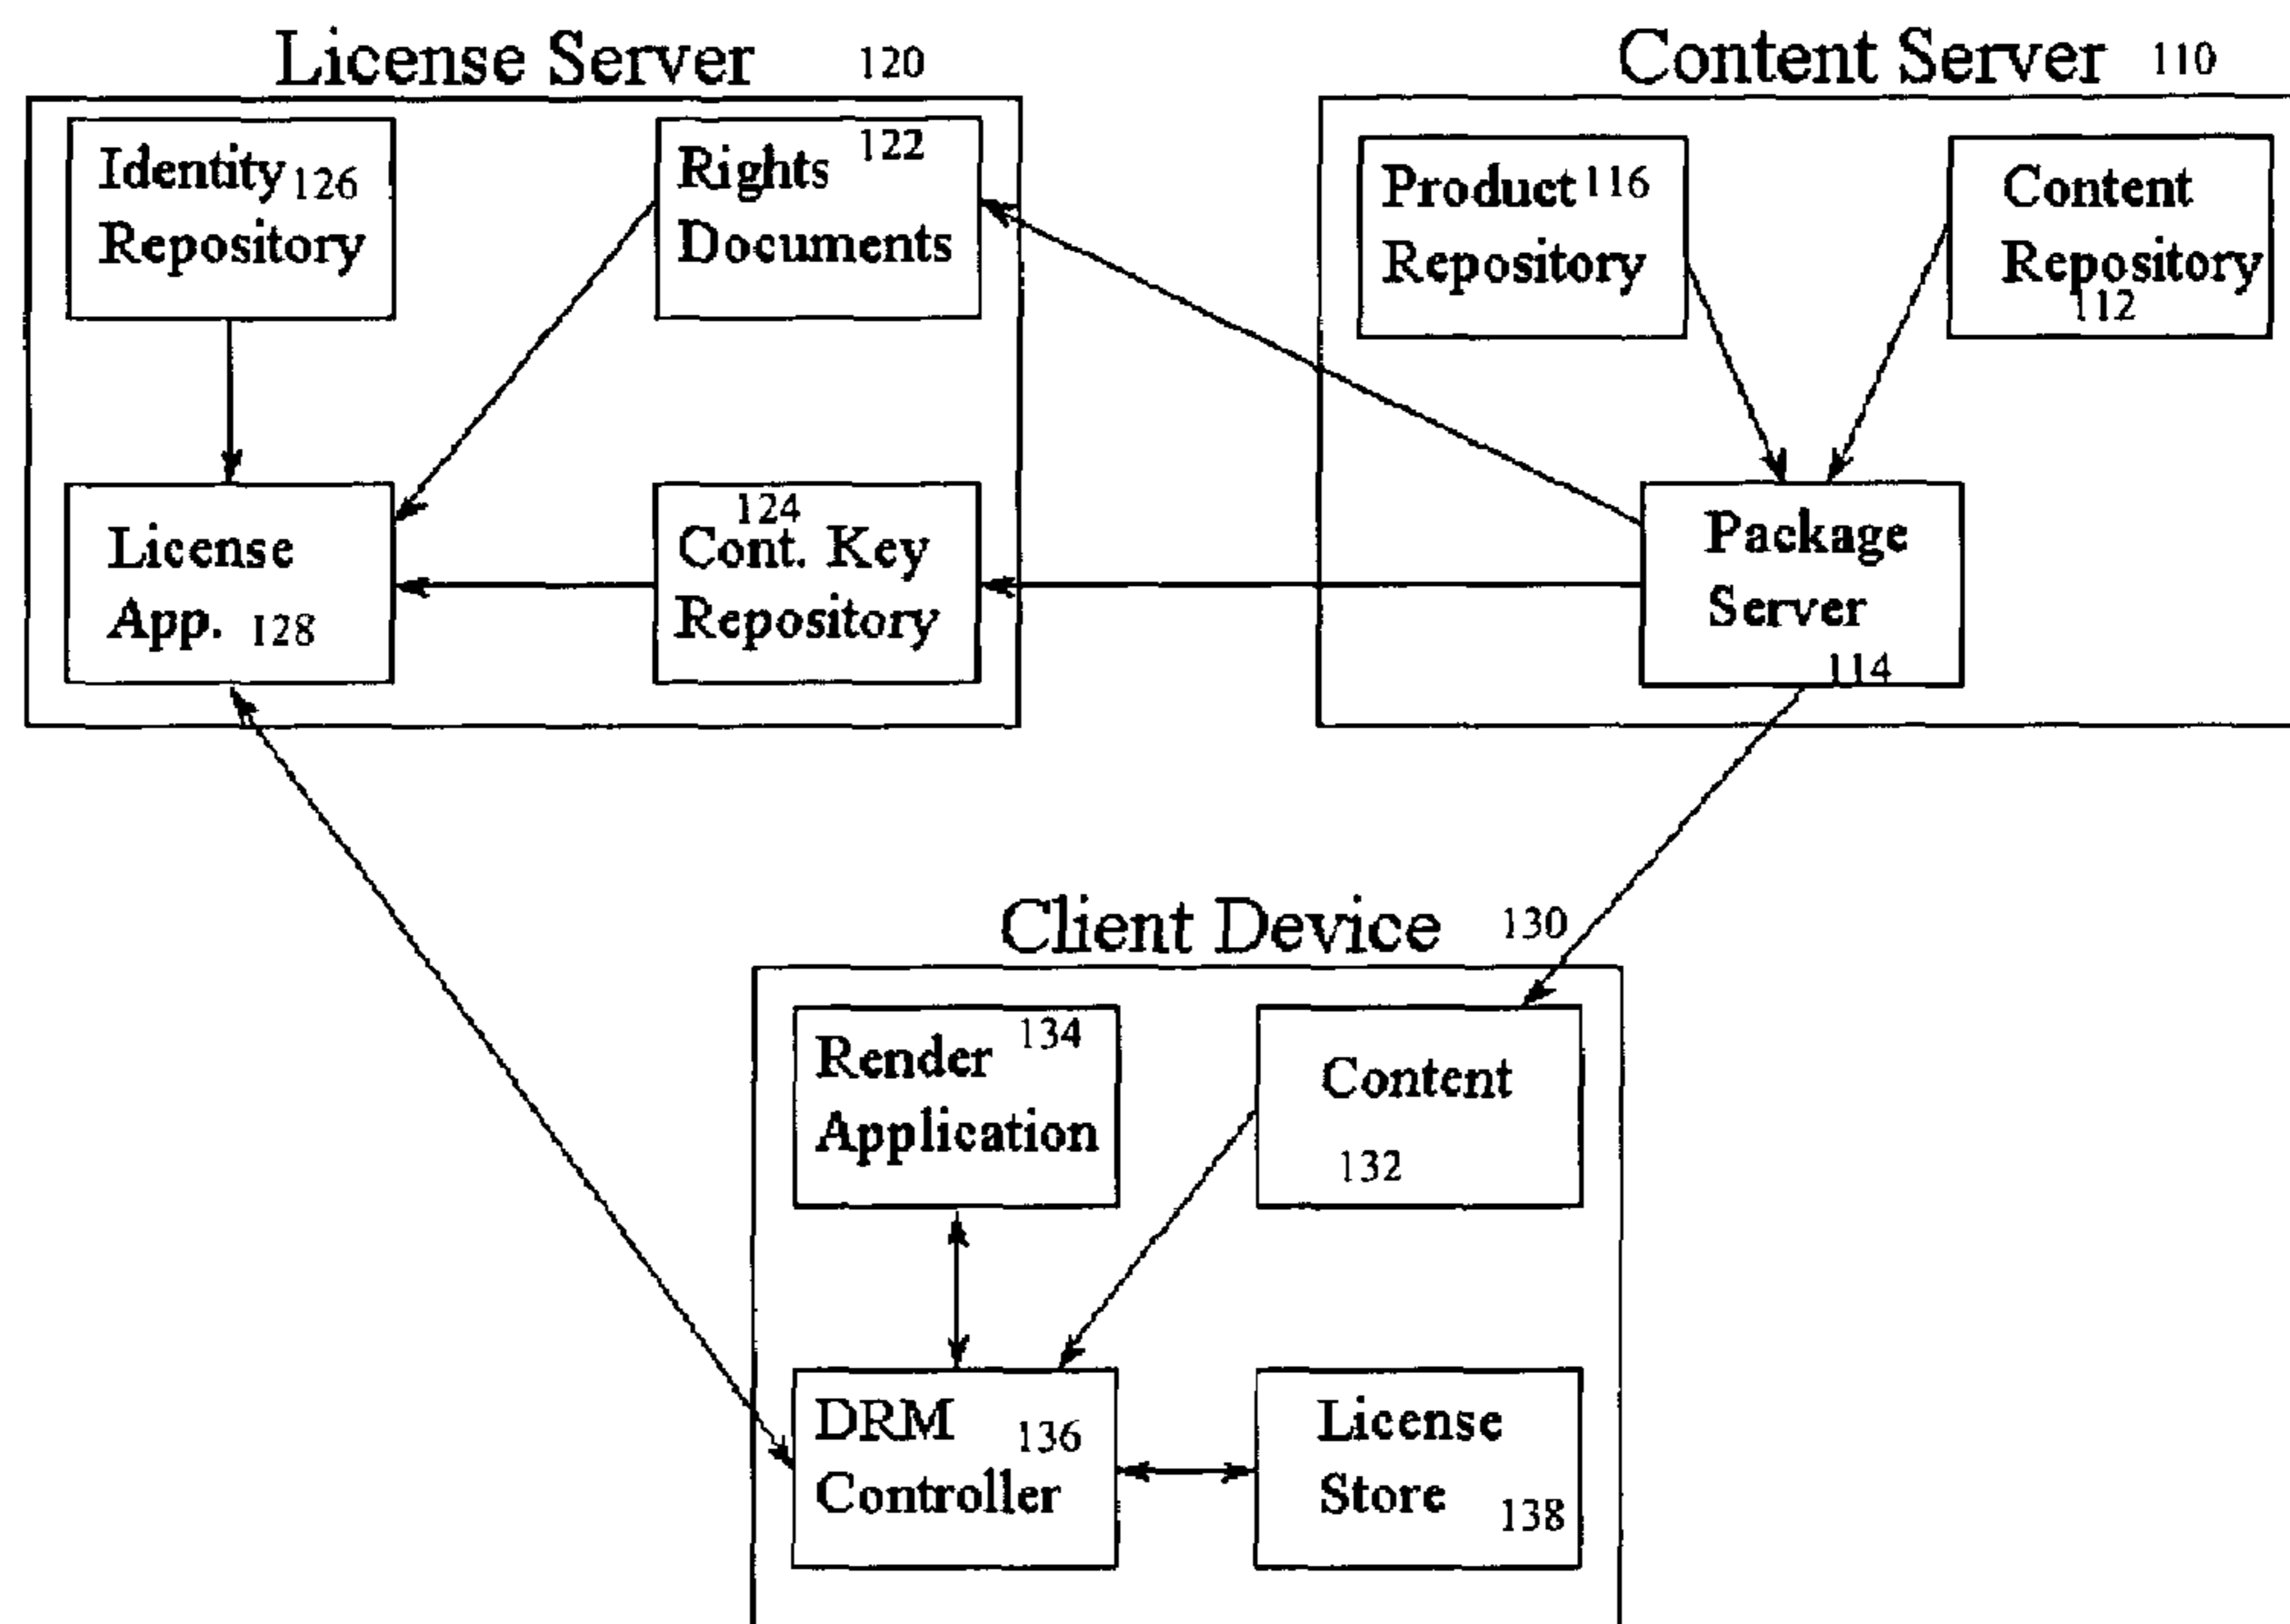 License Server 120
Identity 126
Repository
Rights 122
Documents
License
App. 128
124
Cont. Key
Repository
Content Server 110
Product 116
Repository
Content
Repository
112
Package
Server
114
Client Device 130
Render 134
Application
Content
132
DRM 136
Controller
License
Store 138